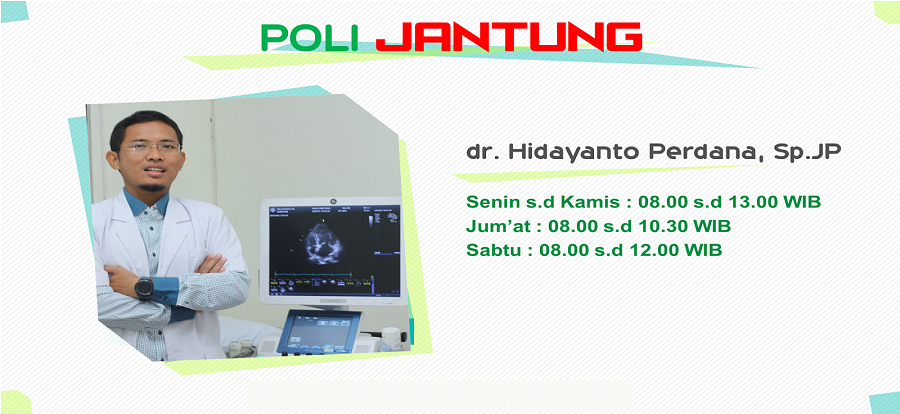 POLI JANTUNG
dr. Hidayanto Perdana, Sp.JP
Senin s.d Kamis : 08.00 s.d 13.00 WIB
Jum'at : 08.00 s.d 10.30 WIB
Sabtu : 08.00 s.d 12.00 WIB